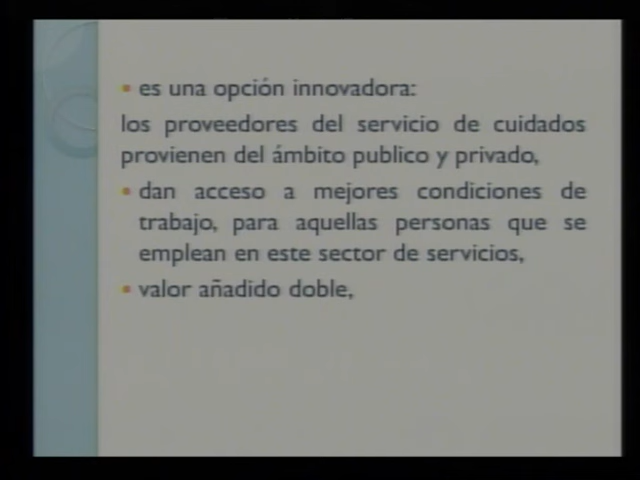 • es una opción innovadora:
los proveedores del servicio de cuidados
provienen del ámbito publico y privado,
• dan acceso a mejores condiciones de
trabajo, para aquellas personas que se
emplean en este sector de servicios,
• valor añadido doble,